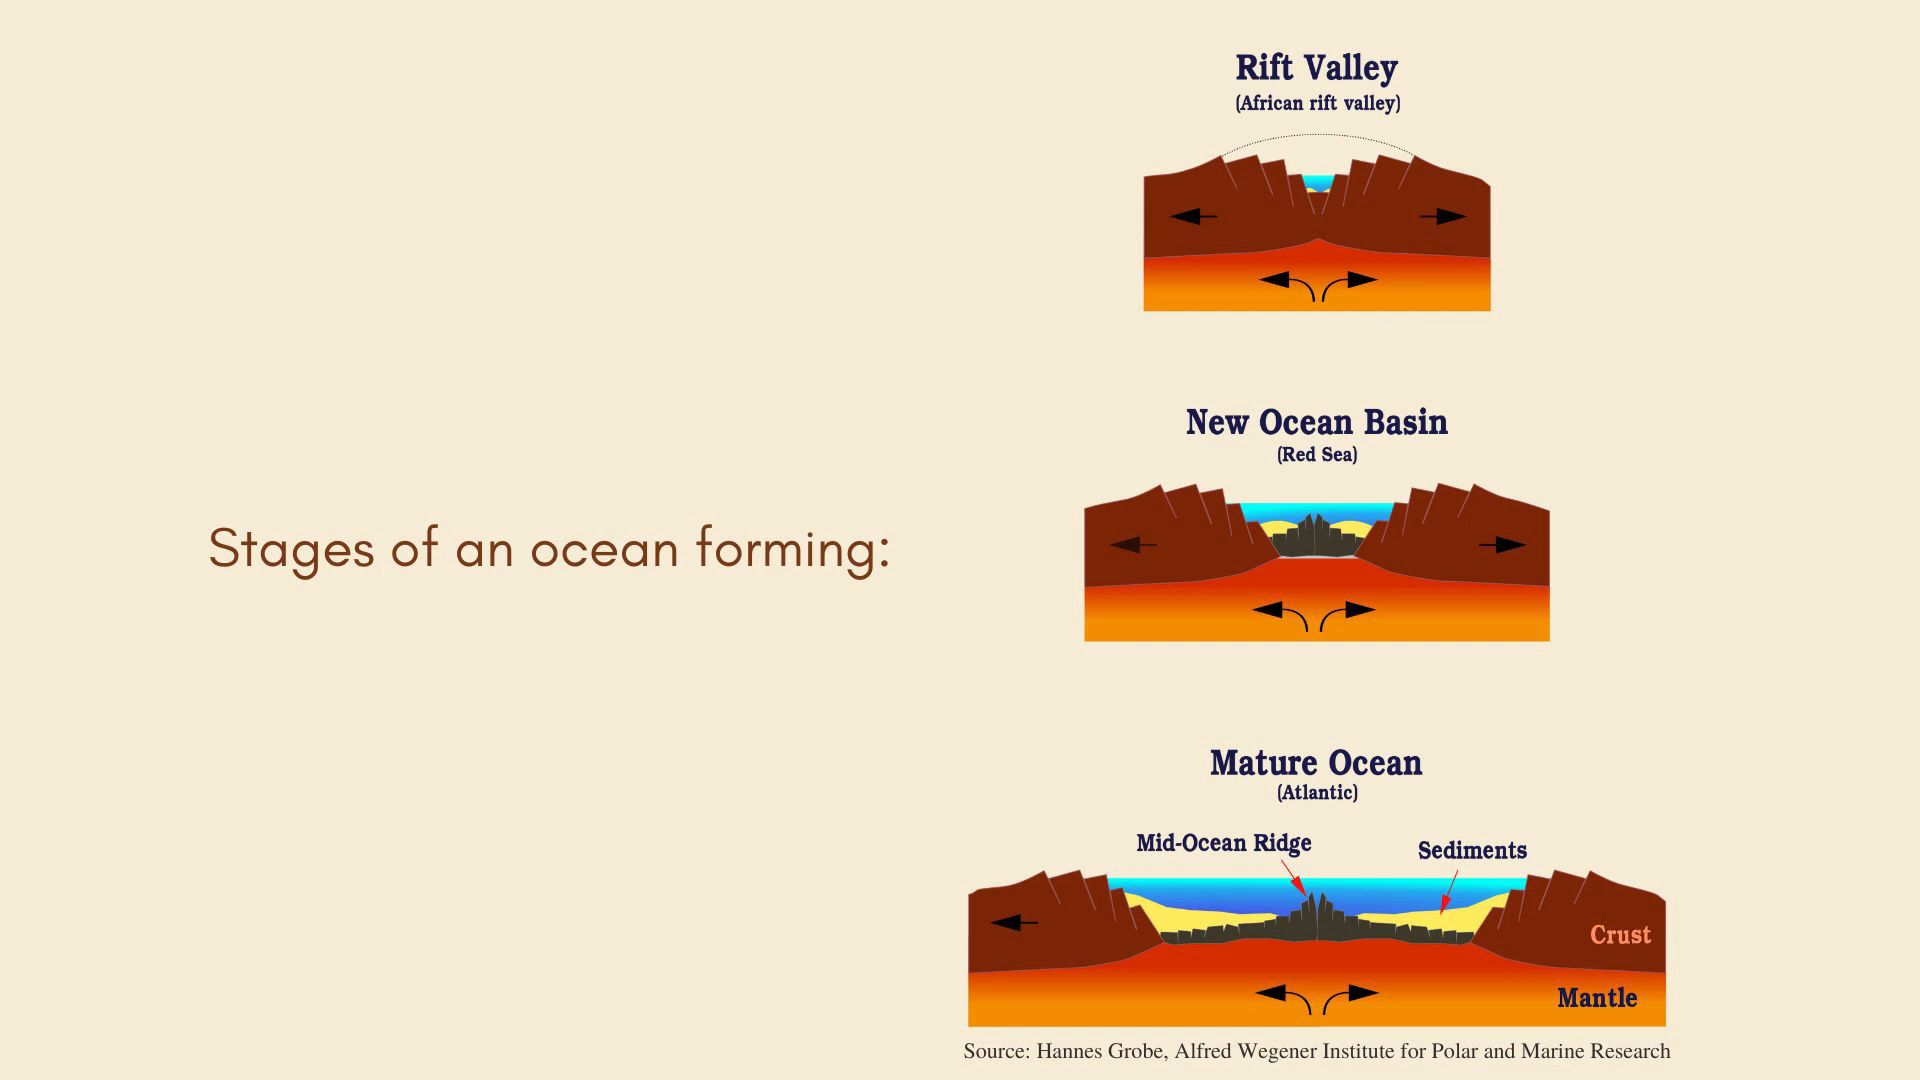 Stages of an ocean forming:
Rift Valley
(African rift valley)
New Ocean Basin
(Red Sea)
Mature Ocean
(Atlantic)
Mid-Ocean Ridge
Sediments
Crust
Mantle
Source: Hannes Grobe, Alfred Wegener Institute for Polar and Marine Research